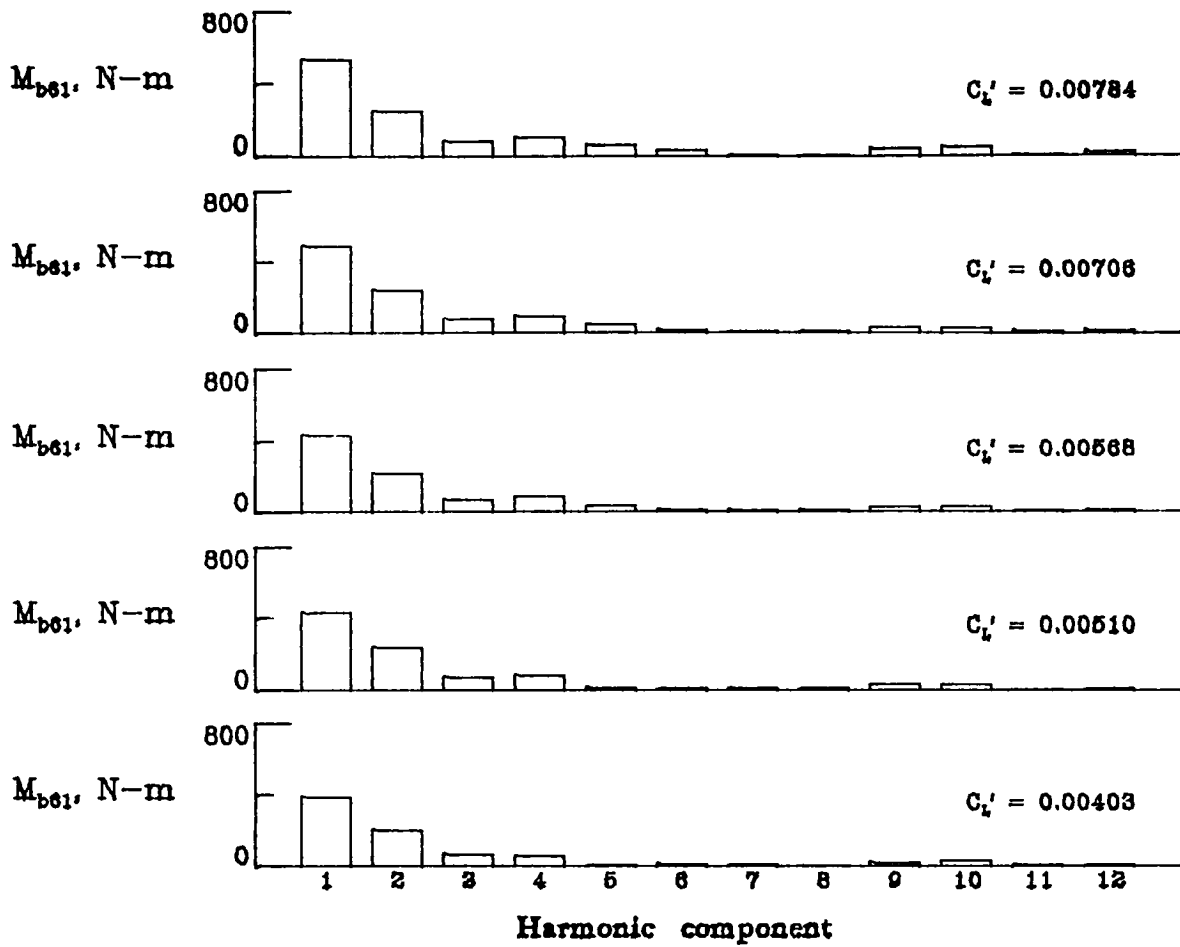 800
M_b61, N-m
C_L' = 0.00784
0
800
M_b61, N-m
C_L' = 0.00706
0
800
M_b61, N-m
C_L' = 0.00568
0
800
M_b61, N-m
C_L' = 0.00510
0
800
M_b61, N-m
C_L' = 0.00403
0
1 2 3 4 5 6 7 8 9 10 11 12
Harmonic component